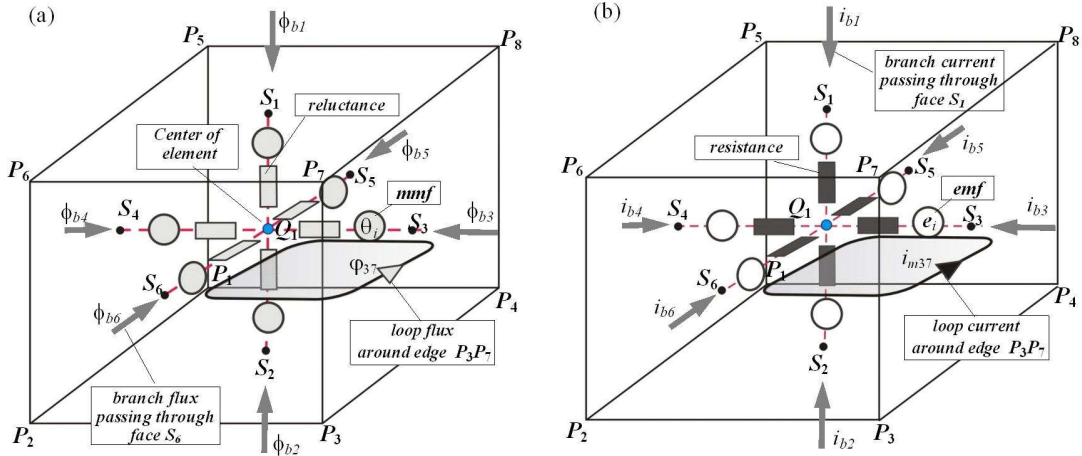 (a)
ϕb1
P5
P8
S1
reluctance
Center of
element
ϕb5
P6
P7
S5
mmf
ϕb4
S4
Q1
θi
S3
ϕb3
φ37
P1
S6
P4
ϕb6
loop flux
around edge P3P7
S2
branch flux
passing through
face S6
P2
P3
ϕb2
(b)
ib1
P5
P8
branch current
passing through
face S1
S1
resistance
ib5
P6
P7
S5
emf
ib4
S4
Q1
ei
S3
ib3
im37
P1
S6
P4
ib6
loop current
around edge P3P7
S2
P2
P3
ib2